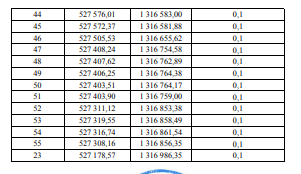 44 527 576,01 1 316 583,00 0,1
45 527 572,37 1 316 581,88 0,1
46 527 505,53 1 316 655,62 0,1
47 527 408,24 1 316 754,58 0,1
48 527 407,62 1 316 762,89 0,1
49 527 406,25 1 316 764,38 0,1
50 527 403,51 1 316 764,17 0,1
51 527 403,90 1 316 759,00 0,1
52 527 311,12 1 316 853,38 0,1
53 527 319,55 1 316 858,49 0,1
54 527 316,74 1 316 861,54 0,1
55 527 308,16 1 316 856,35 0,1
23 527 178,57 1 316 986,35 0,1